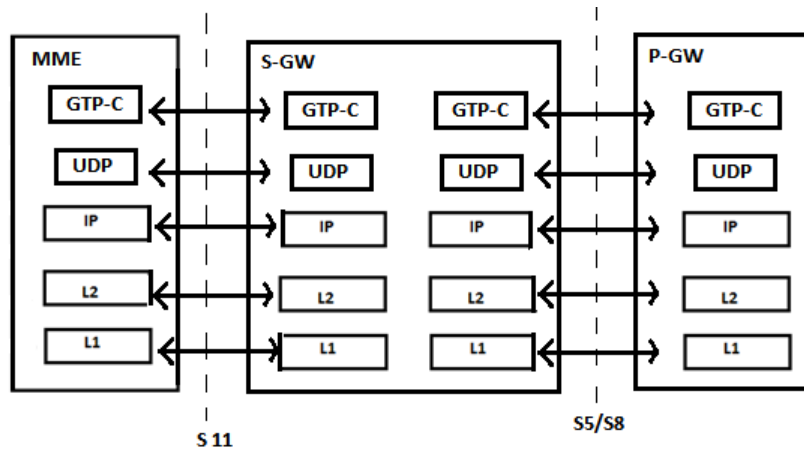 MME
S-GW
P-GW
GTP-C
GTP-C
GTP-C
GTP-C
UDP
UDP
UDP
UDP
IP
IP
IP
IP
L2
L2
L2
L2
L1
L1
L1
L1
S 11
S5/S8